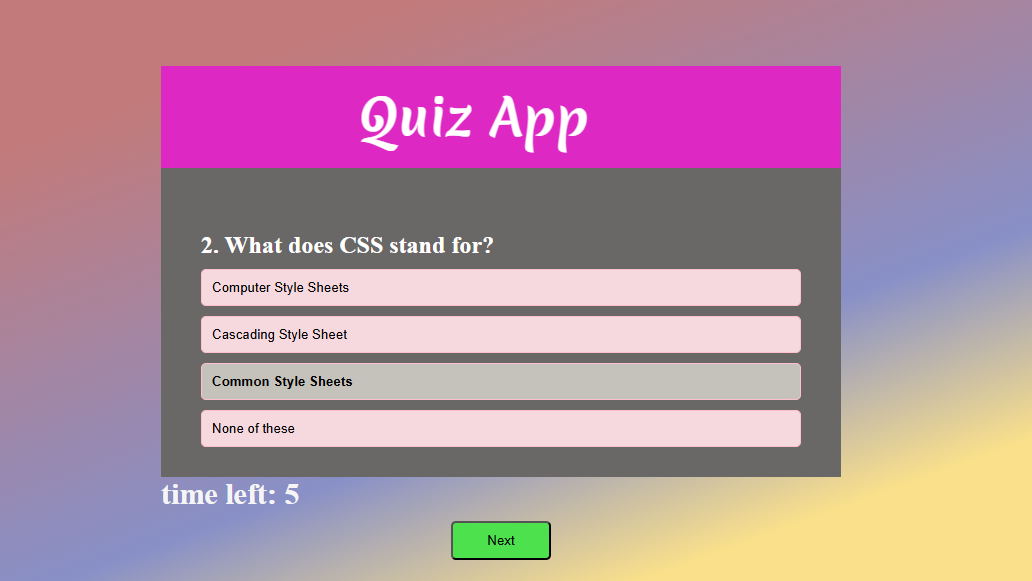 Quiz App
2. What does CSS stand for?
Computer Style Sheets
Cascading Style Sheet
Common Style Sheets
None of these
time left: 5
Next